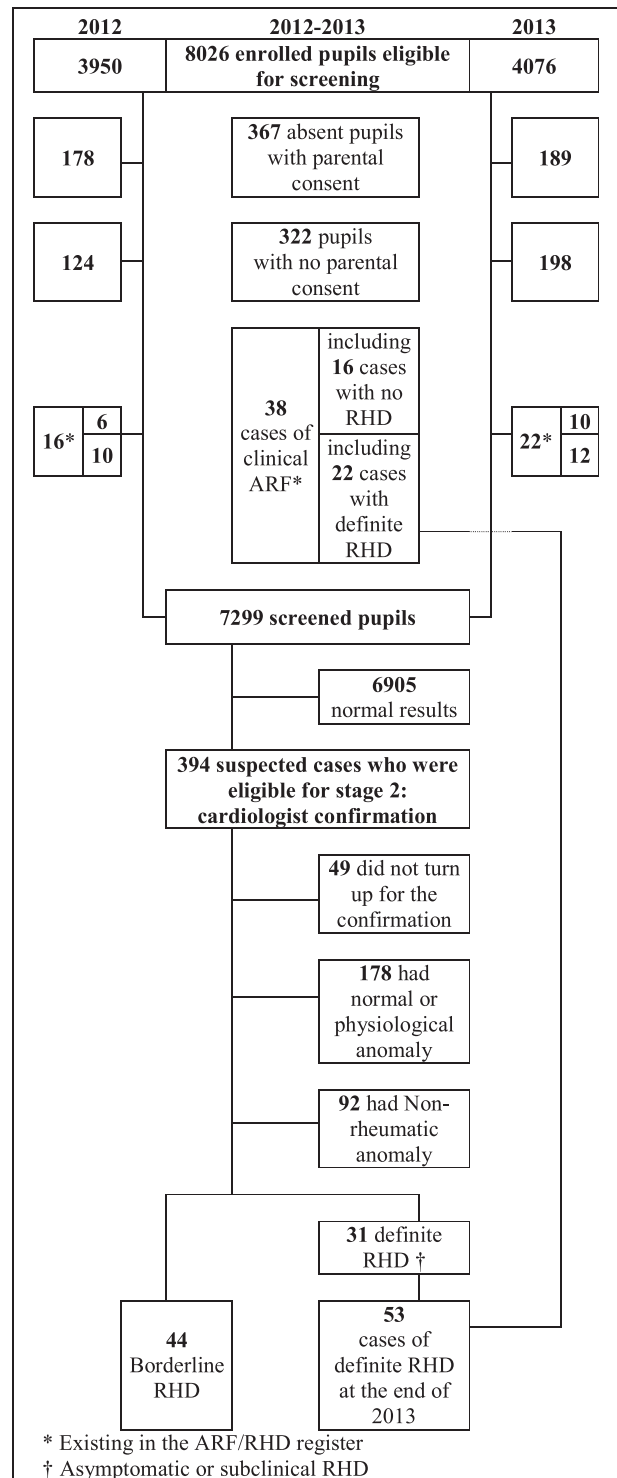 2012 2012-2013 2013
3950
8026 enrolled pupils eligible
for screening
4076
178
367 absent pupils
with parental
consent
189
124
322 pupils
with no parental
consent
198
16*
6
10
38
cases of
clinical
ARF*
including
16 cases
with no
RHD
including
22 cases
with
definite
RHD
22*
10
12
7299 screened pupils
6905
normal results
394 suspected cases who were
eligible for stage 2:
cardiologist confirmation
49 did not turn
up for the
confirmation
178 had
normal or
physiological
anomaly
92 had Non-
rheumatic
anomaly
31 definite
RHD †
44
Borderline
RHD
53
cases of
definite RHD
at the end of
2013
* Existing in the ARF/RHD register
† Asymptomatic or subclinical RHD